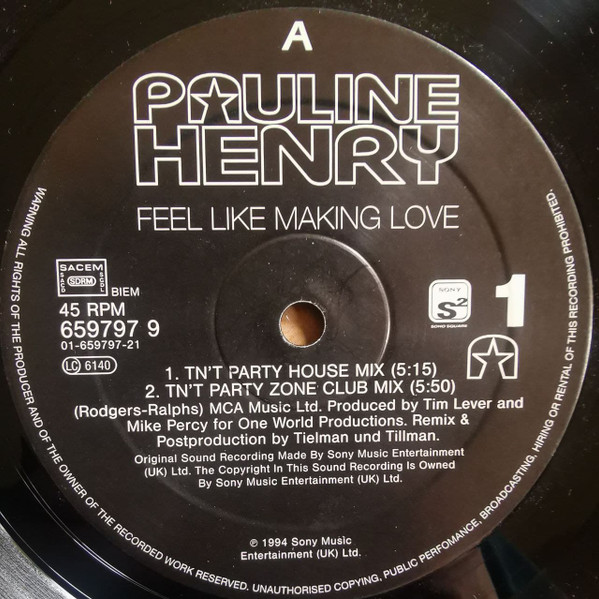 A
PAULINE
HENRY
FEEL LIKE MAKING LOVE
SACEM
SACD
SDRM
SCDL
BIEM
45 RPM
659797 9
01-659797-21
LC 6140
SONY
S2
SOHO SQUARE
1
1. TN'T PARTY HOUSE MIX (5:15)
2. TN'T PARTY ZONE CLUB MIX (5:50)
(Rodgers-Ralphs) MCA Music Ltd. Produced by Tim Lever and
Mike Percy for One World Productions. Remix &
Postproduction by Tielman und Tillman.
Original Sound Recording Made By Sony Music Entertainment
(UK) Ltd. The Copyright In This Sound Recording Is Owned
By Sony Music Entertainment (UK) Ltd.
℗ 1994 Sony Music
Entertainment (UK) Ltd.
WARNING ALL RIGHTS OF THE PRODUCER AND OF THE OWNER OF THE RECORDED WORK RESERVED. UNAUTHORISED COPYING, PUBLIC PERFOMANCE, BROADCASTING, HIRING OR RENTAL OF THIS RECORDING PROHIBITED.